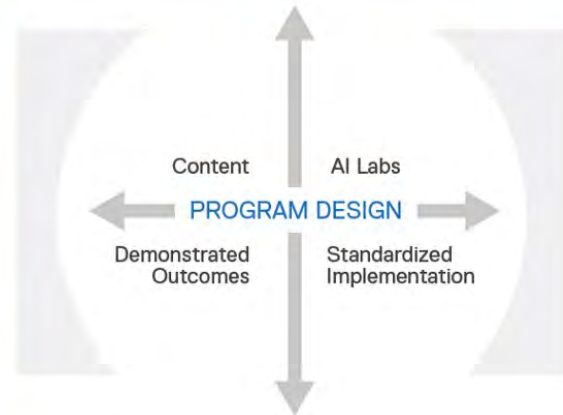 Content
AI Labs
PROGRAM DESIGN
Demonstrated
Outcomes
Standardized
Implementation